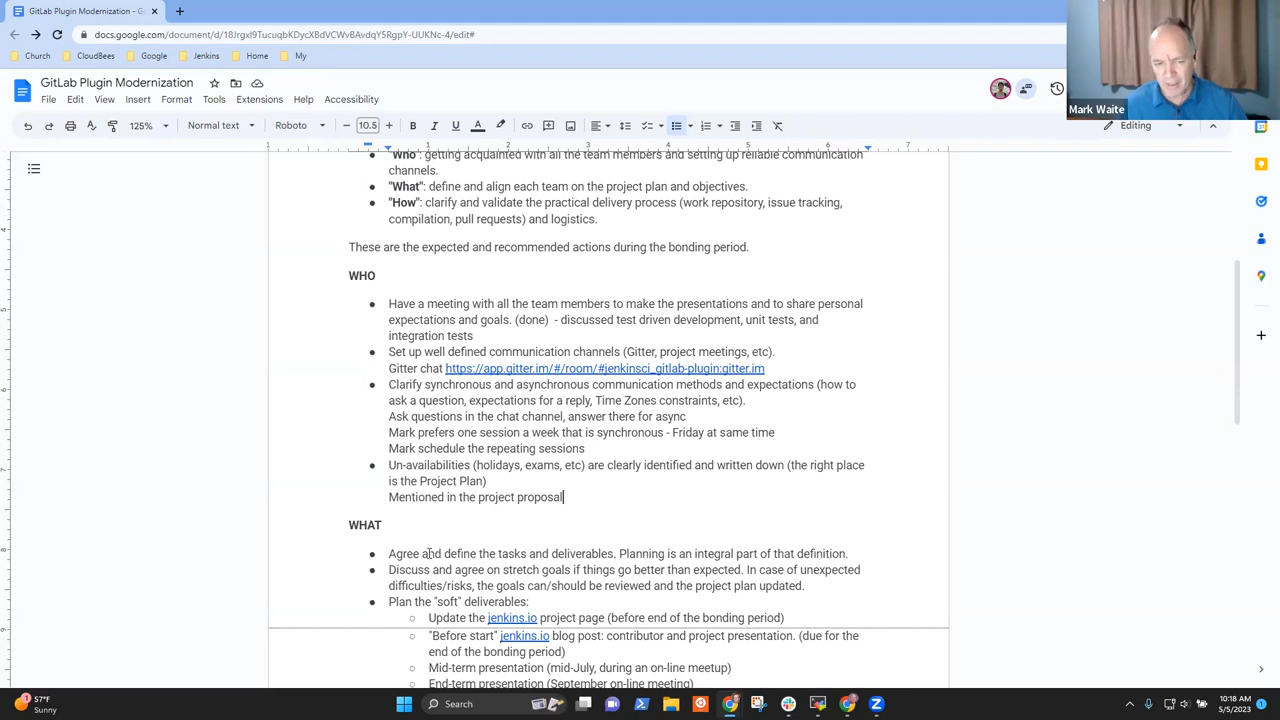 GitLab Plugin Modernization - G
docs.google.com/document/d/18Jrgxl9TucuqbKDycXBdVCWvBAvdqY5RgpY-UUKNc-4/edit#
Church CloudBees Google Jenkins Home My
GitLab Plugin Modernization
File Edit View Insert Format Tools Extensions Help Accessibility
125% Normal text Roboto 10.5 Editing
Mark Waite
1 1 2 3 4 5 6 7
"Who": getting acquainted with all the team members and setting up reliable communication
channels.
"What": define and align each team on the project plan and objectives.
"How": clarify and validate the practical delivery process (work repository, issue tracking,
compilation, pull requests) and logistics.
These are the expected and recommended actions during the bonding period.
WHO
Have a meeting with all the team members to make the presentations and to share personal
expectations and goals. (done) - discussed test driven development, unit tests, and
integration tests
Set up well defined communication channels (Gitter, project meetings, etc).
Gitter chat https://app.gitter.im/#/room/#jenkinsci_gitlab-plugin:gitter.im
Clarify synchronous and asynchronous communication methods and expectations (how to
ask a question, expectations for a reply, Time Zones constraints, etc).
Ask questions in the chat channel, answer there for async
Mark prefers one session a week that is synchronous - Friday at same time
Mark schedule the repeating sessions
Un-availabilities (holidays, exams, etc) are clearly identified and written down (the right place
is the Project Plan)
Mentioned in the project proposal
WHAT
Agree and define the tasks and deliverables. Planning is an integral part of that definition.
Discuss and agree on stretch goals if things go better than expected. In case of unexpected
difficulties/risks, the goals can/should be reviewed and the project plan updated.
Plan the "soft" deliverables:
Update the jenkins.io project page (before end of the bonding period)
"Before start" jenkins.io blog post: contributor and project presentation. (due for the
end of the bonding period)
Mid-term presentation (mid-July, during an on-line meetup)
End-term presentation (September on-line meeting)
57°F
Sunny
Search
10:18 AM
5/5/2023